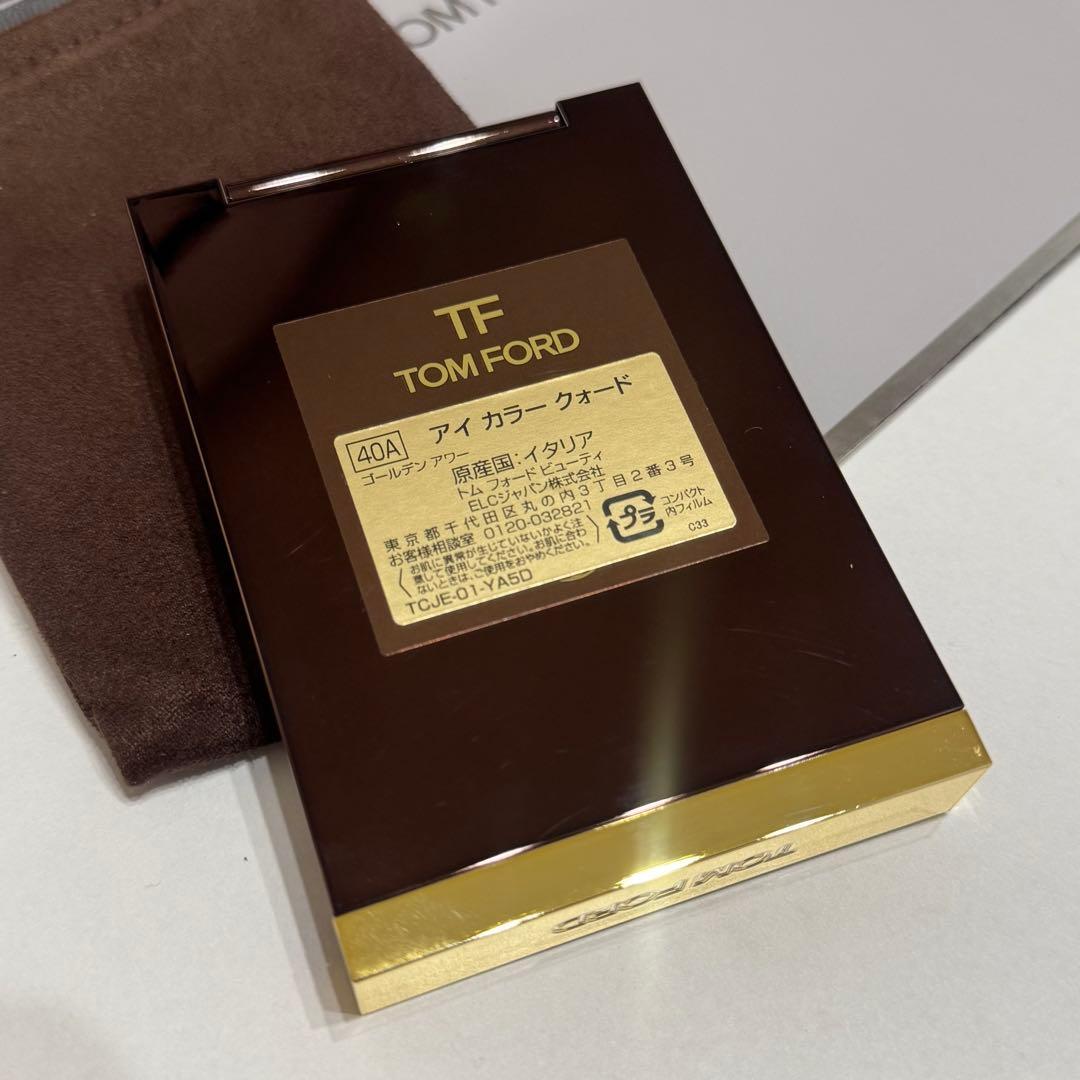 TOM
TF
TOM FORD
40A アイ カラー クォード
ゴールデン アワー
原産国:イタリア
トム フォード ビューティ
ELCジャパン株式会社
東京都千代田区丸の内3丁目2番3号
お客様相談室 0120-032821
〈お肌に異常が生じていないかよく注
意して使用してください。お肌に合わ
ないときは、ご使用をおやめください。〉
TCJE-01-YA5D
プラ
コンパクト
内フィルム
C33
TOM FORD